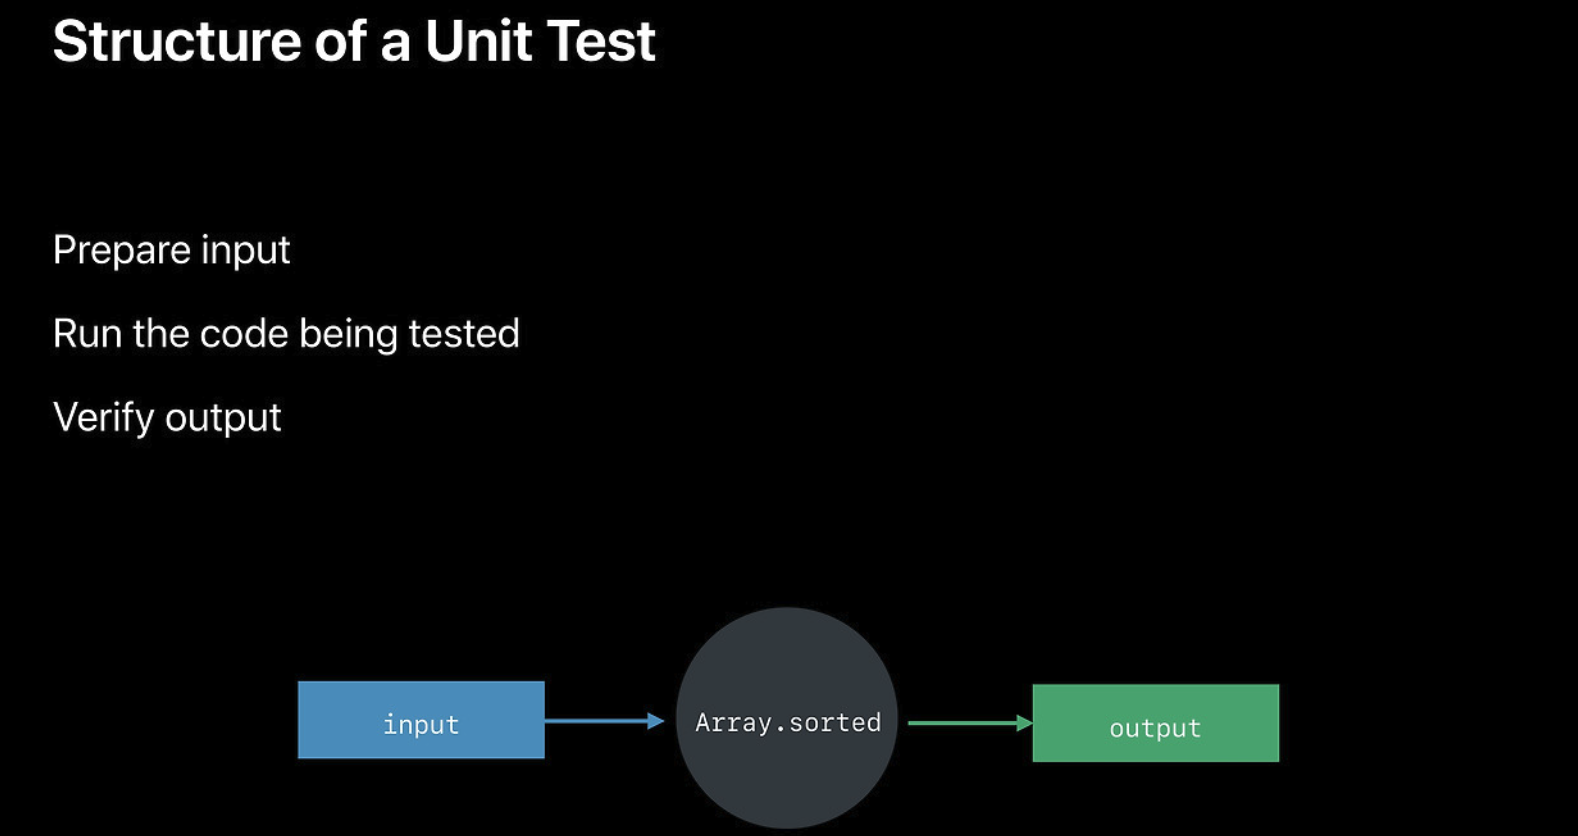 Structure of a Unit Test
Prepare input
Run the code being tested
Verify output
input
Array.sorted
output